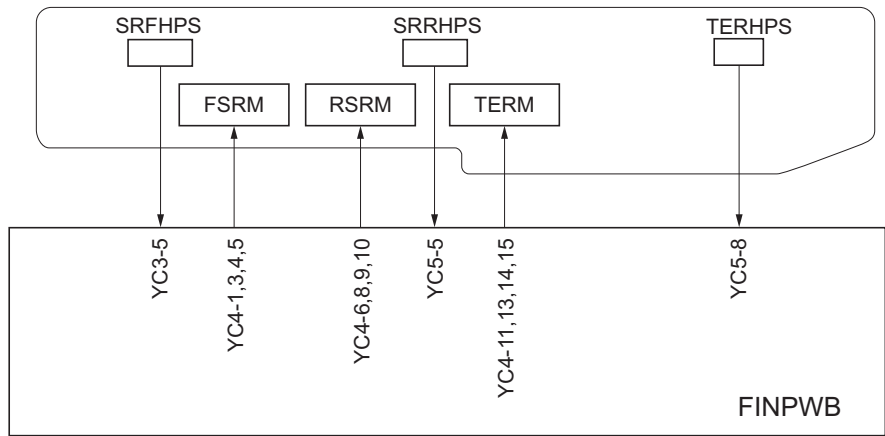 SRFHPS
SRRHPS
TERHPS
FSRM
RSRM
TERM
YC3-5
YC4-1,3,4,5
YC4-6,8,9,10
YC5-5
YC4-11,13,14,15
YC5-8
FINPWB